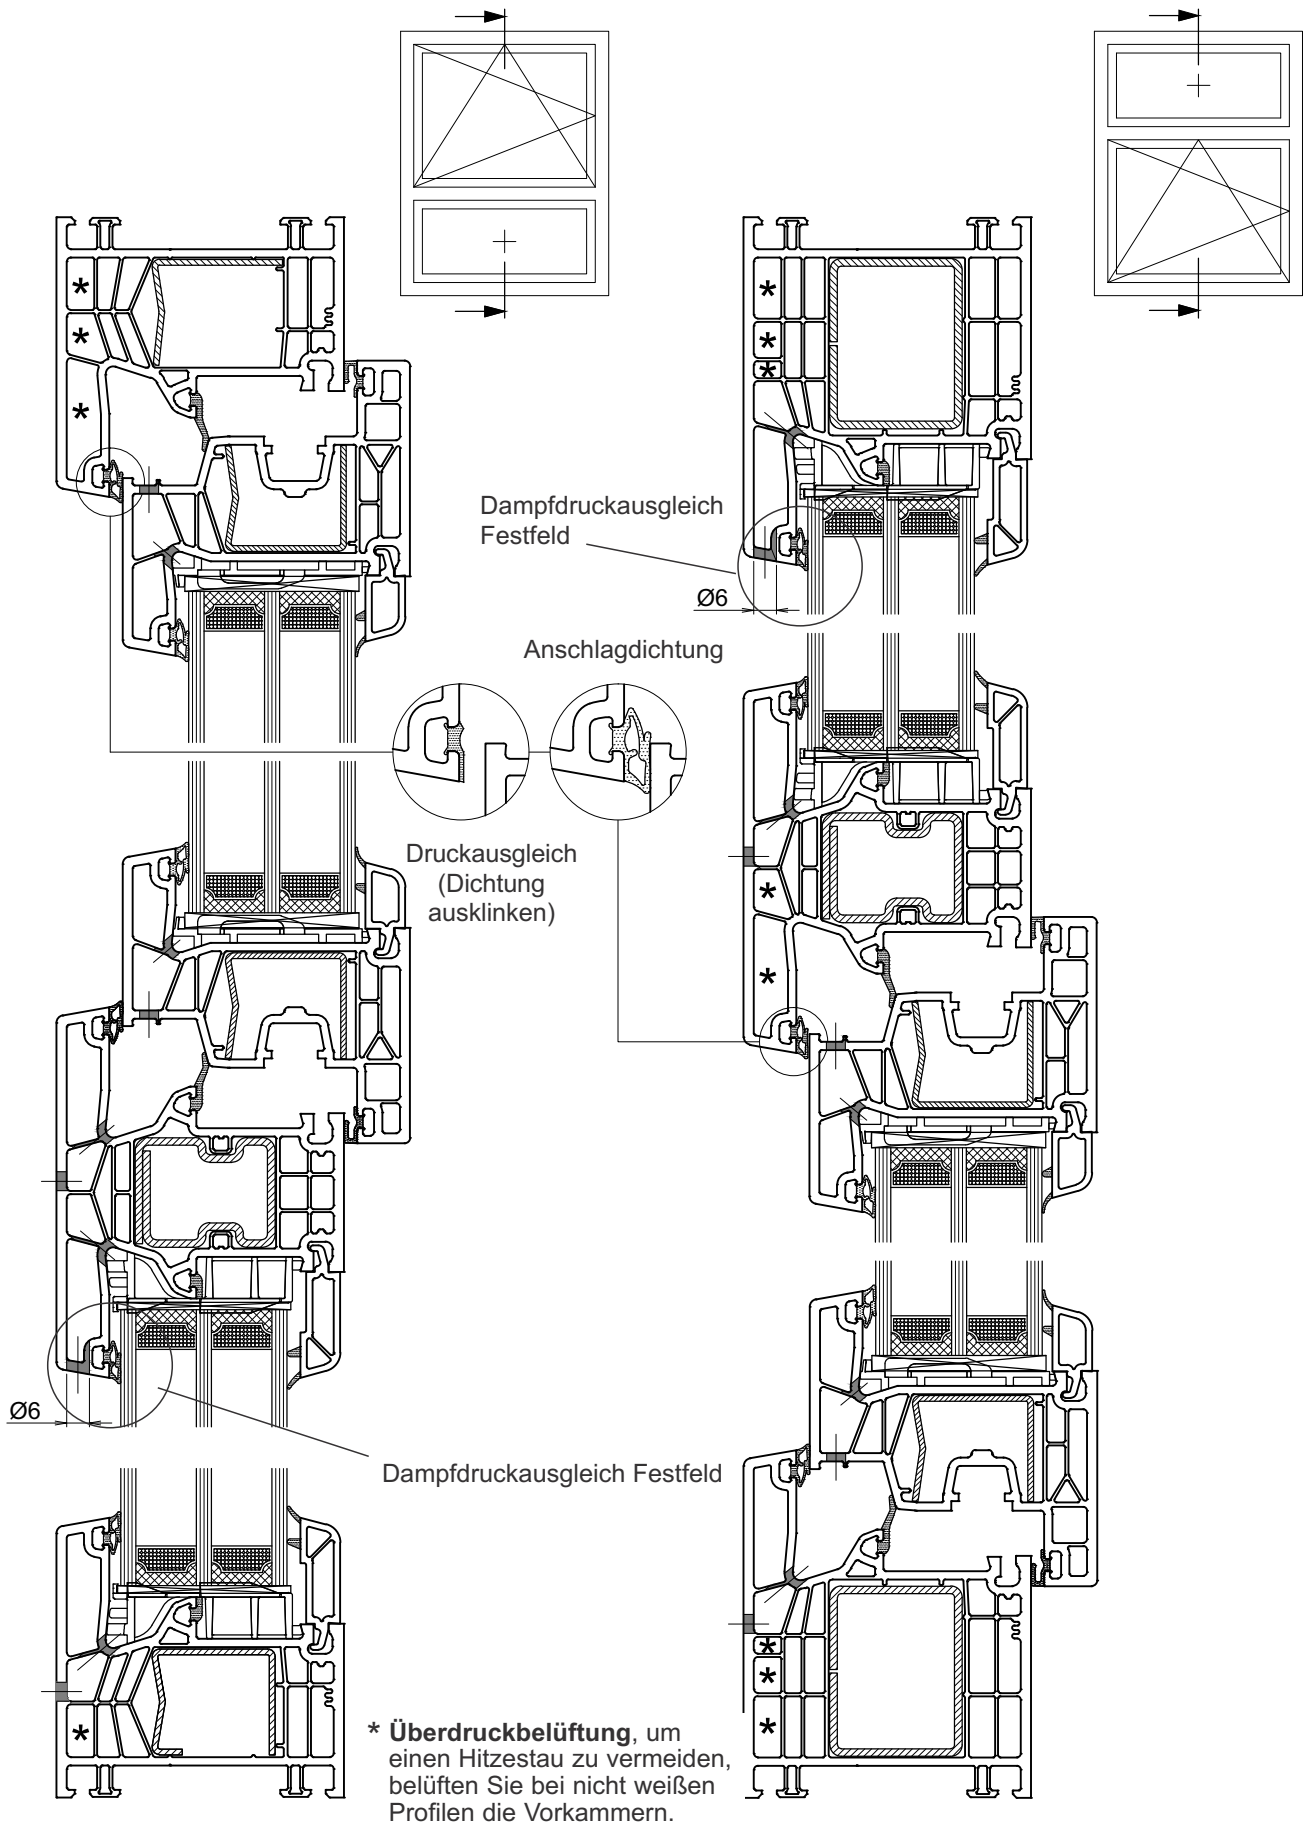 Dampfdruckausgleich
Festfeld
Ø6
Anschlagdichtung
Druckausgleich
(Dichtung
ausklinken)
Ø6
Dampfdruckausgleich Festfeld
* Überdruckbelüftung, um
einen Hitzestau zu vermeiden,
belüften Sie bei nicht weißen
Profilen die Vorkammern.